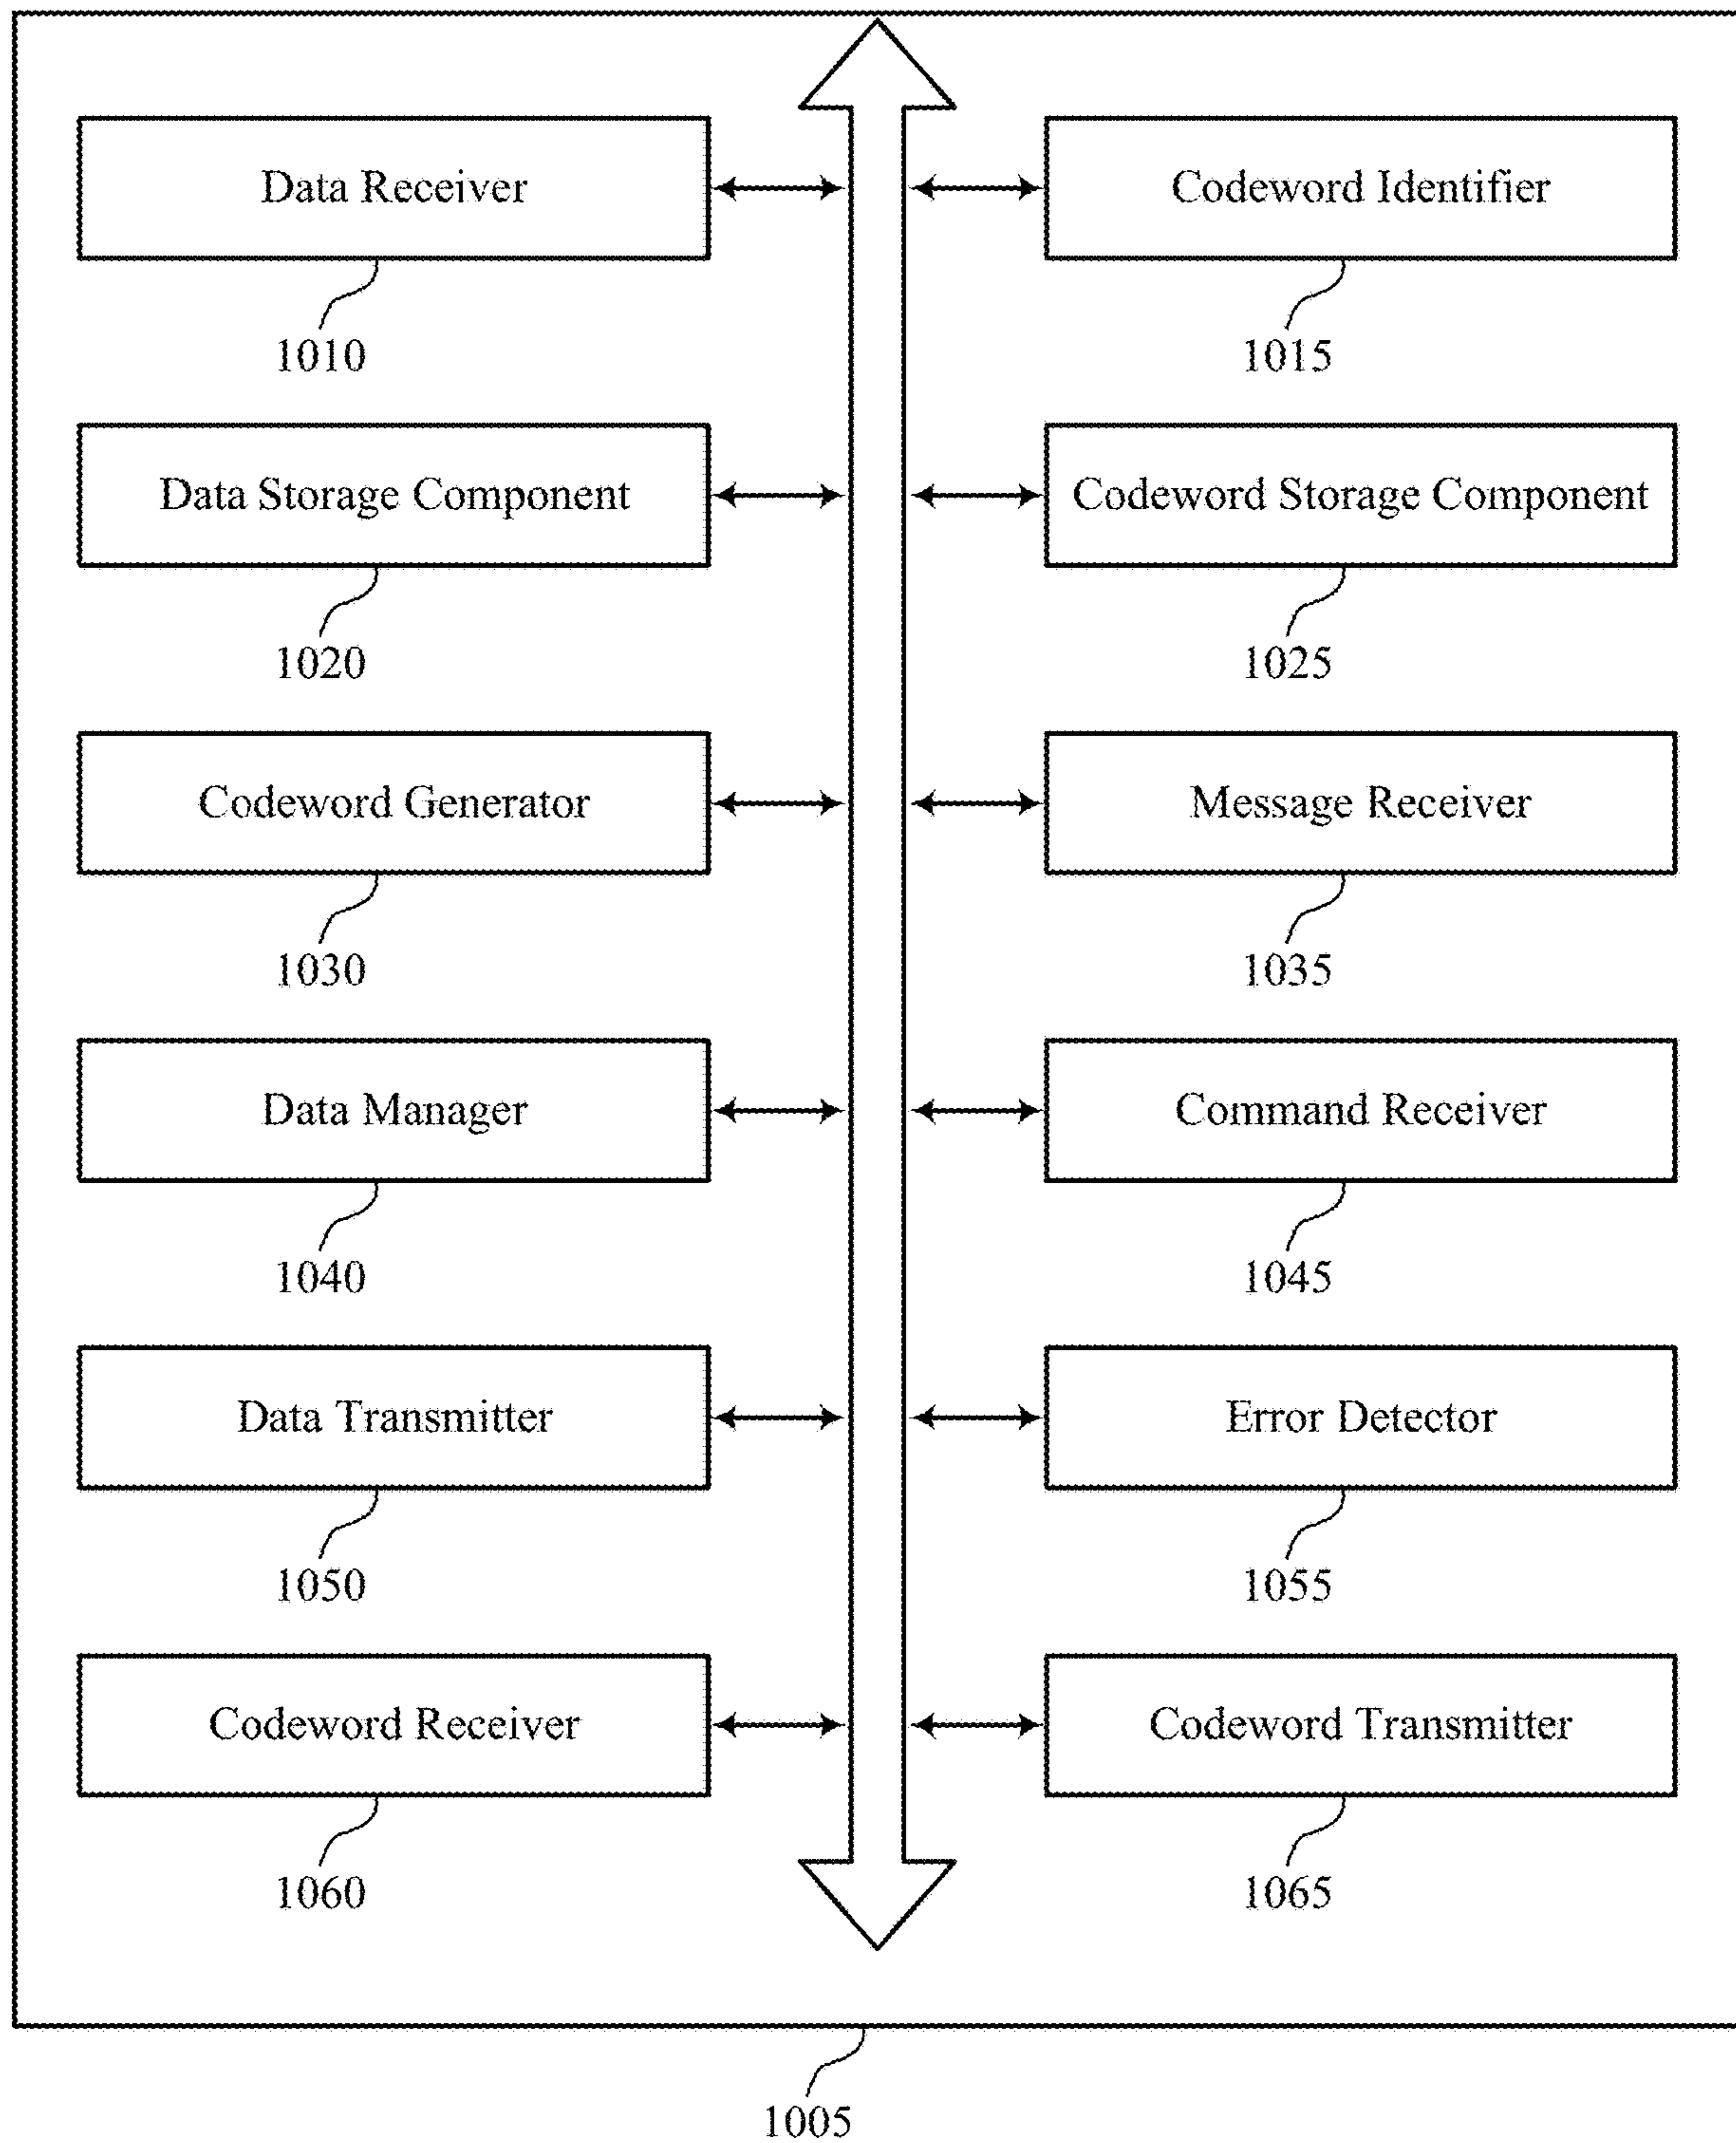 Data Receiver
Codeword Identifier
1010
1015
Data Storage Component
Codeword Storage Component
1020
1025
Codeword Generator
Message Receiver
1030
1035
Data Manager
Command Receiver
1040
1045
Data Transmitter
Error Detector
1050
1055
Codeword Receiver
Codeword Transmitter
1060
1065
1005